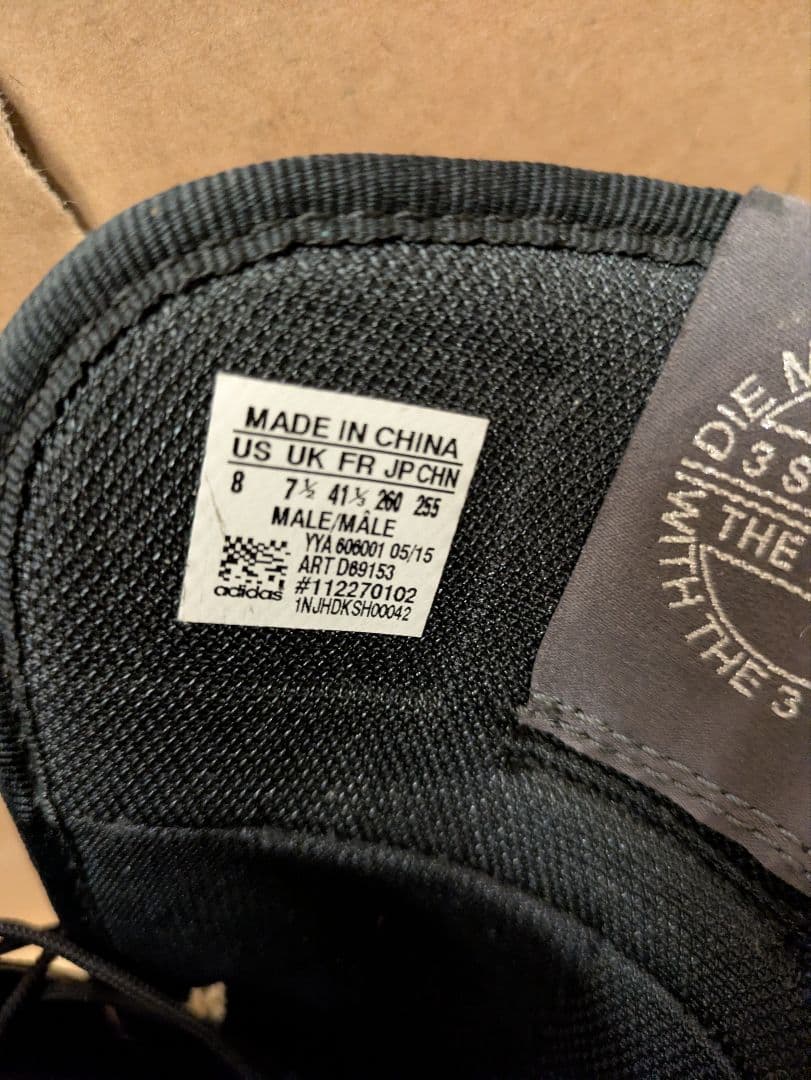 MADE IN CHINA
US UK FR JP CHN
8 7½ 41⅓ 260 255
MALE/MÂLE
YYA 606001 05/15
ART D69153
#112270102
1NJHDKSH00042
adidas
DIE M
3 S
THE
WITH THE 3